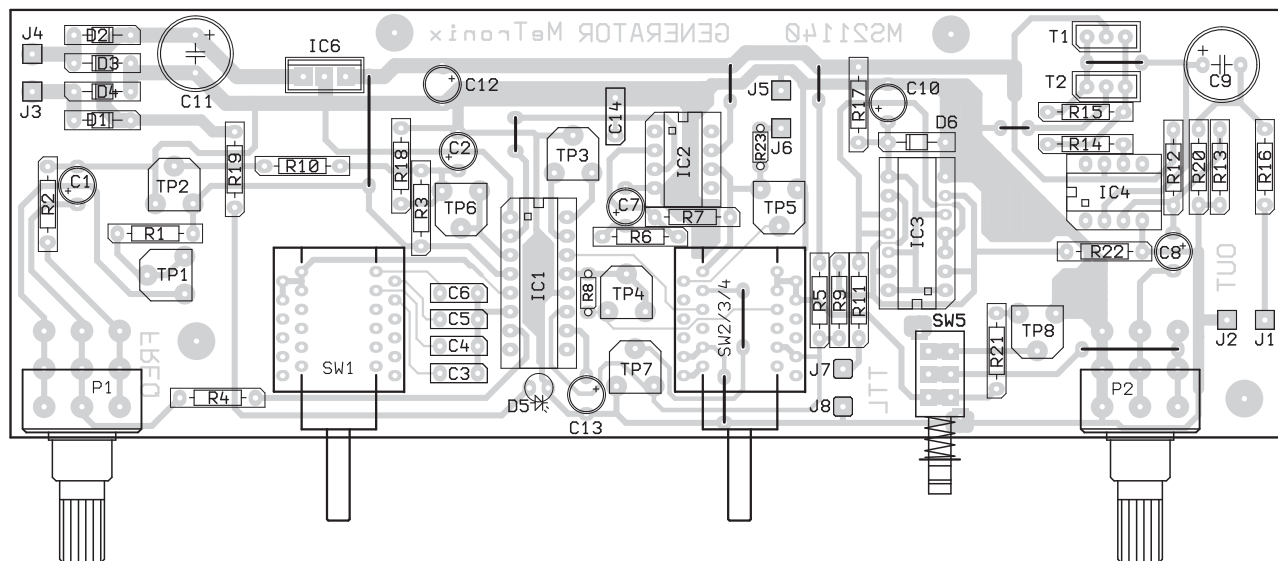 J4
D2
D3
D4
D1
J3
C11
IC6
C12
GENERATOR MeTronix
MS21140
T1
T2
C9
J5
J6
R17
C10
D6
R15
R14
C14
TP3
IC2
R23
R2
C1
TP2
R19
R10
R18
C2
R3
TP6
C7
R7
TP5
IC3
IC4
R12
R20
R13
R16
R1
TP1
R6
R22
C8
OUT
IC1
R8
TP4
C6
C5
C4
C3
SW1
SW2/3/4
R5
R9
R11
SW5
R21
TP8
J2
J1
FREQ
P1
R4
D5
C13
TP7
J7
J8
TTL
P2